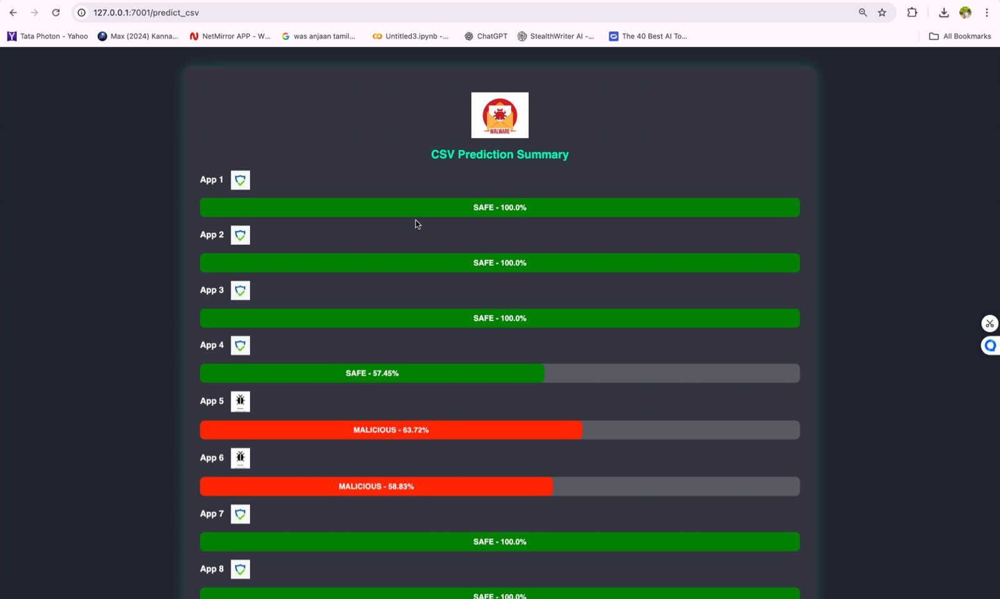 127.0.0.1:7001/predict_csv
Tata Photon - Yahoo
Max (2024) Kanna...
NetMirror APP - W...
was anjaan tamil...
Untitled3.ipynb -...
ChatGPT
StealthWriter AI -...
The 40 Best AI To...
All Bookmarks
MALWARE
CSV Prediction Summary
App 1
SAFE - 100.0%
App 2
SAFE - 100.0%
App 3
SAFE - 100.0%
App 4
SAFE - 57.45%
App 5
MALICIOUS - 63.72%
App 6
MALICIOUS - 58.83%
App 7
SAFE - 100.0%
App 8
SAFE - 100.0%